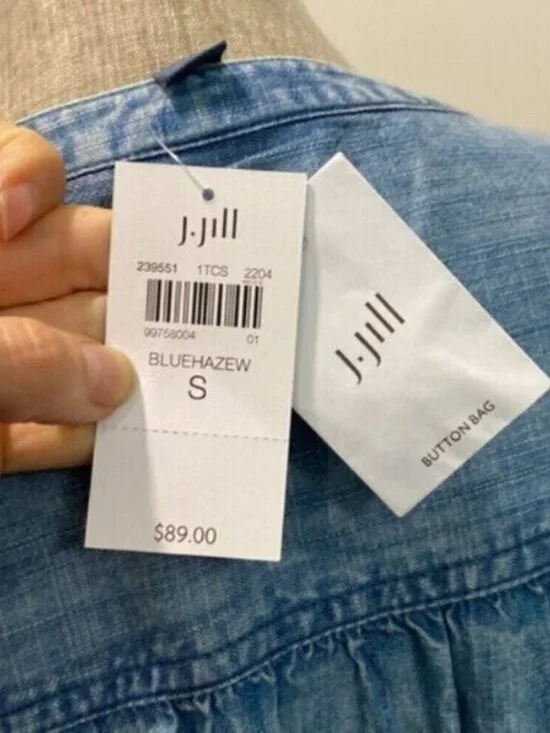 J.Jill
239551 1TCS 2204
99758004 01
BLUEHAZEW
S
$89.00
J.Jill
BUTTON BAG